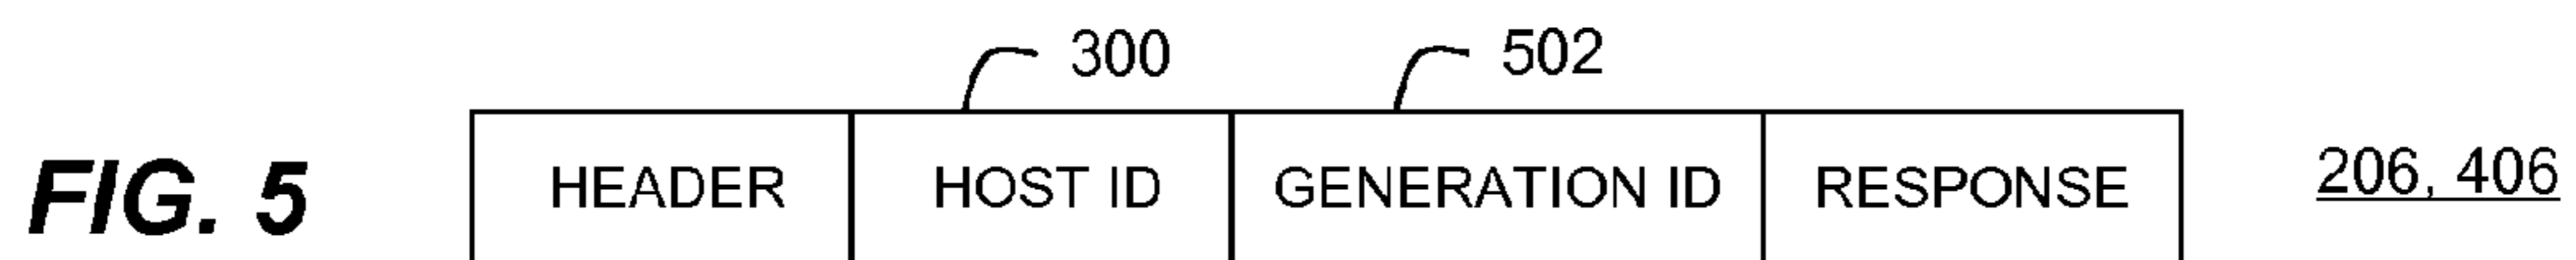 300 502
FIG. 5 HEADER HOST ID GENERATION ID RESPONSE 206, 406